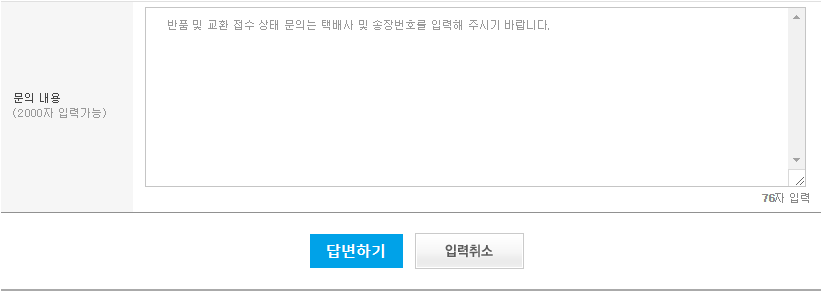 반품 및 교환 접수 상태 문의는 택배사 및 송장번호를 입력해 주시기 바랍니다.
문의 내용
(2000자 입력가능)
76자 입력
답변하기
입력취소